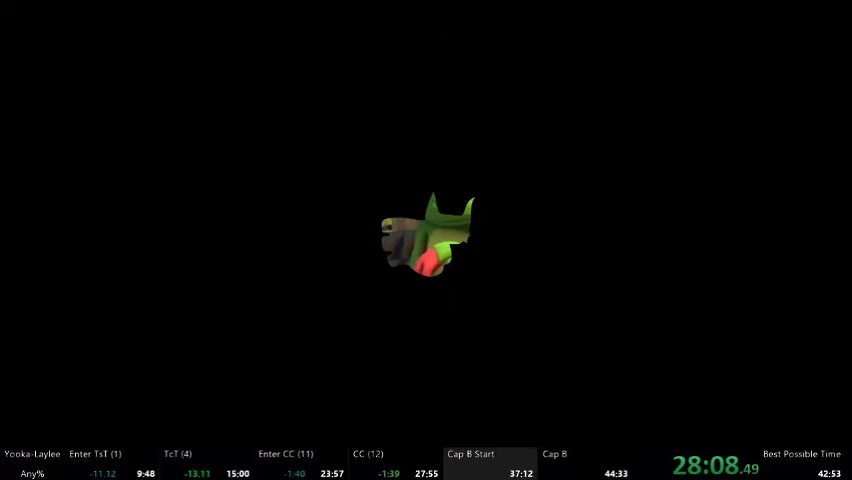 Yooka-Laylee Enter TsT (1) TcT (4) Enter CC (11) CC (12) Cap B Start Cap B 28:08.49 Best Possible Time
Any% -11.12 9:48 -13.11 15:00 -1:40 23:57 -1:39 27:55 37:12 44:33 42:53